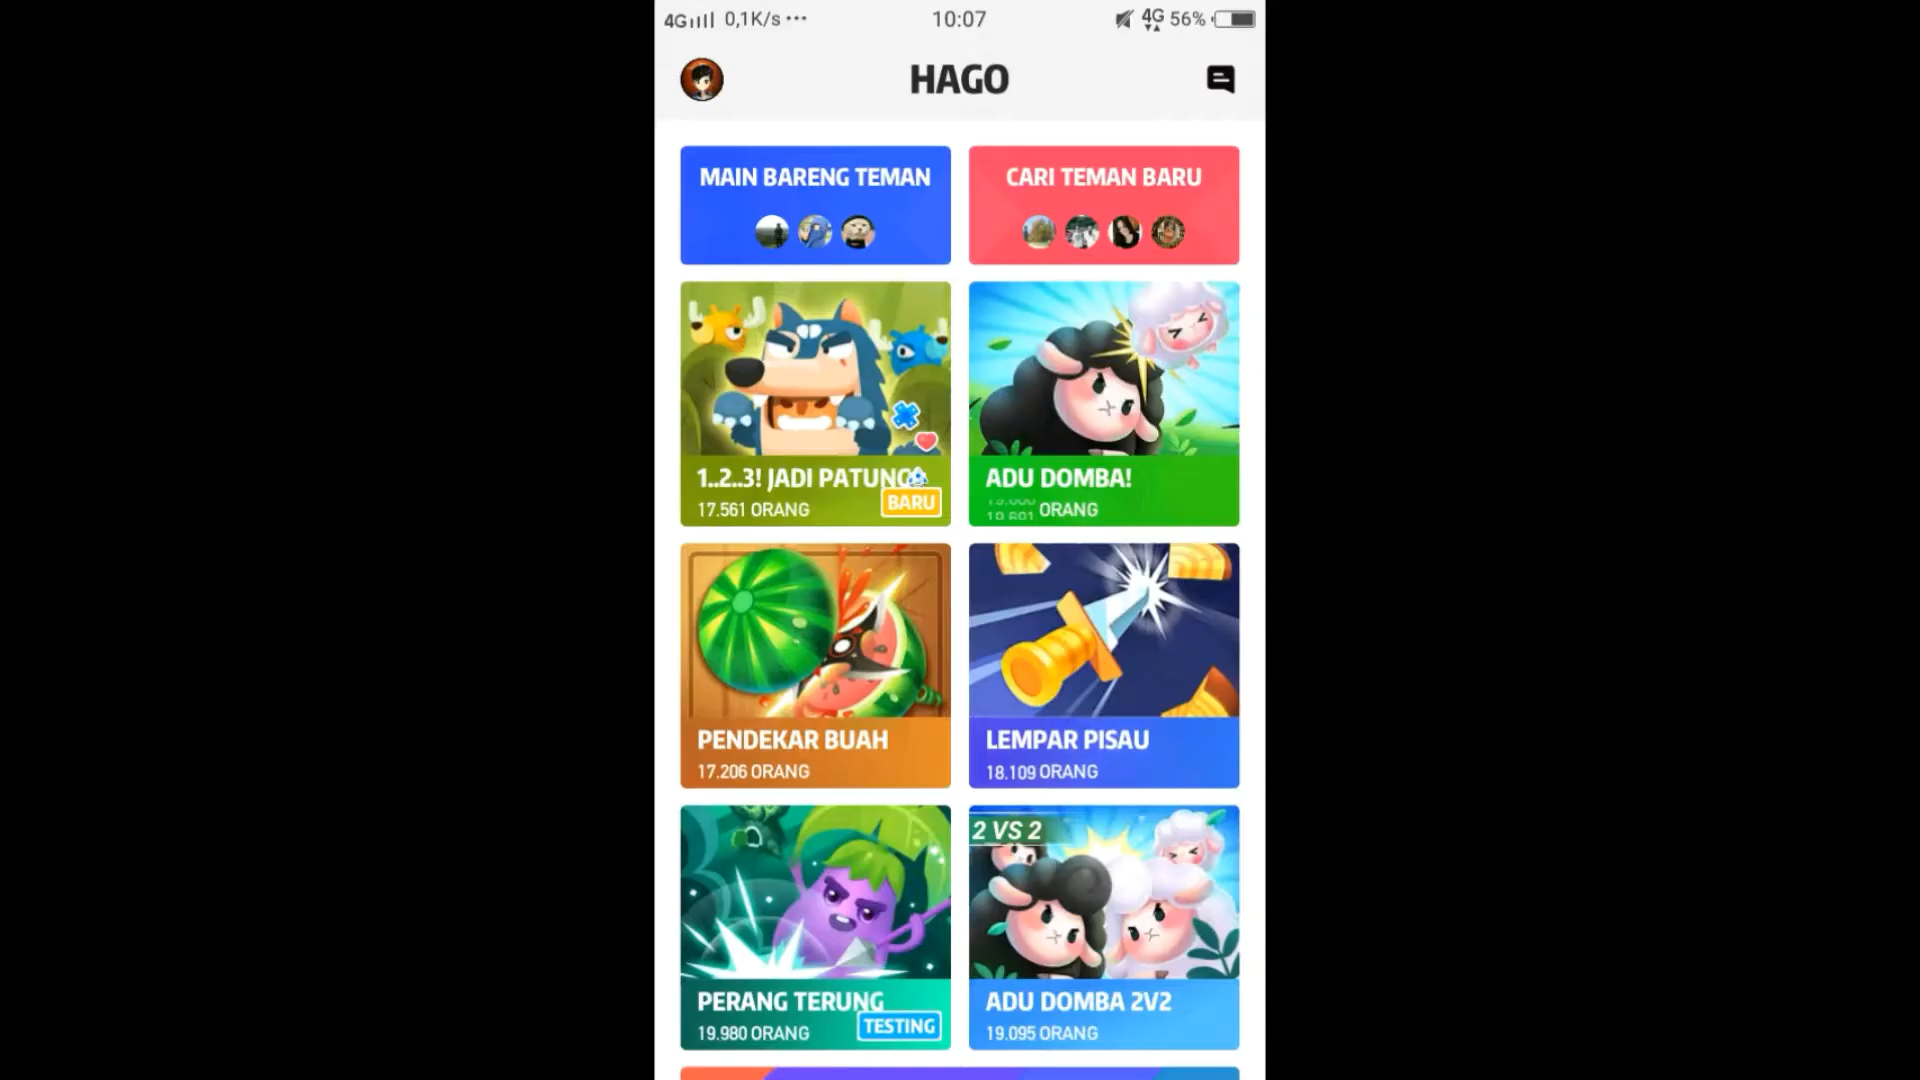 4G 0,1K/s ... 10:07 4G 56%
HAGO
MAIN BARENG TEMAN
CARI TEMAN BARU
1..2..3! JADI PATUNG
17.561 ORANG
BARU
ADU DOMBA!
ORANG
PENDEKAR BUAH
17.206 ORANG
LEMPAR PISAU
18.109 ORANG
PERANG TERUNG
19.980 ORANG
TESTING
2 VS 2
ADU DOMBA 2V2
19.095 ORANG